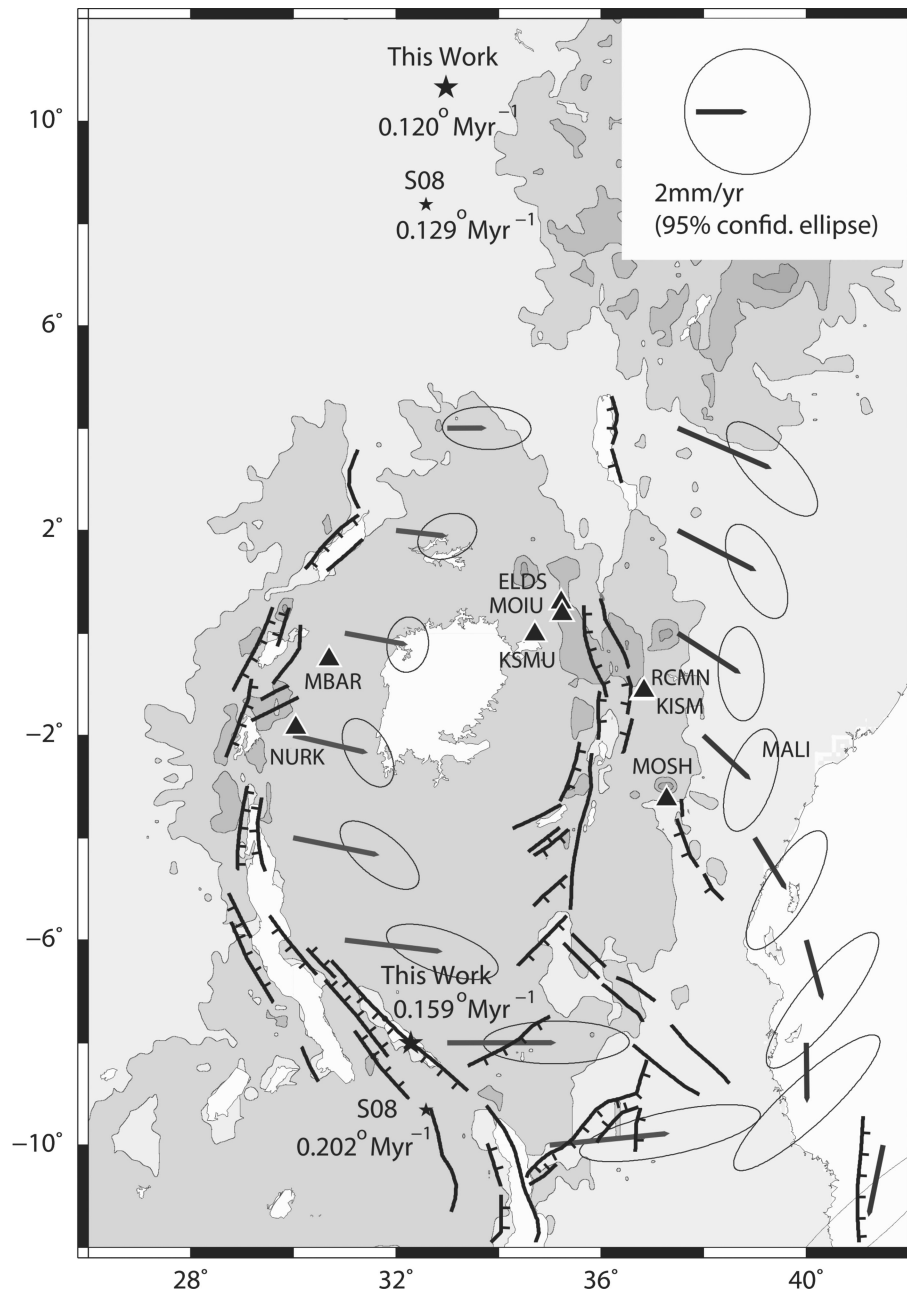 This Work
0.120° Myr⁻¹
S08
0.129° Myr⁻¹
2mm/yr
(95% confid. ellipse)
10°
6°
2°
−2°
−6°
−10°
ELDS
MOIU
KSMU
MBAR
RCMN
KISM
NURK
MOSH
MALI
This Work
0.159° Myr⁻¹
S08
0.202° Myr⁻¹
28°
32°
36°
40°